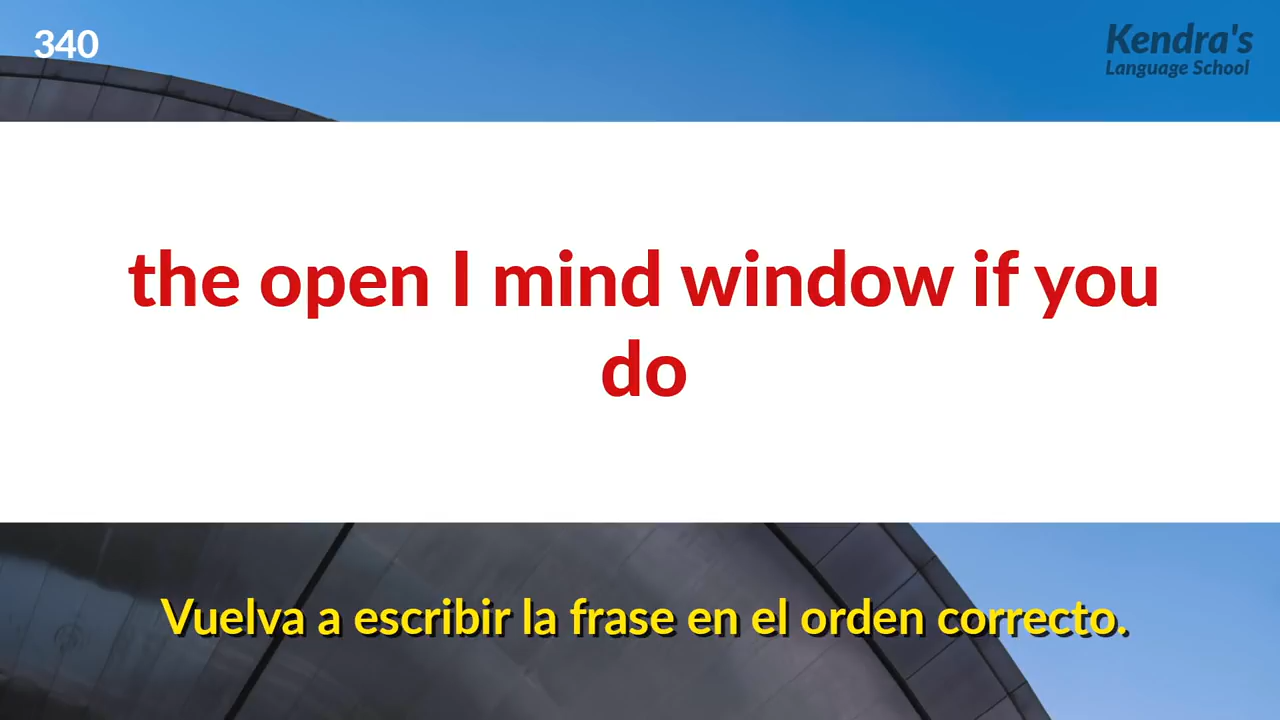 340
Kendra's
Language School
the open I mind window if you
do
Vuelva a escribir la frase en el orden correcto.